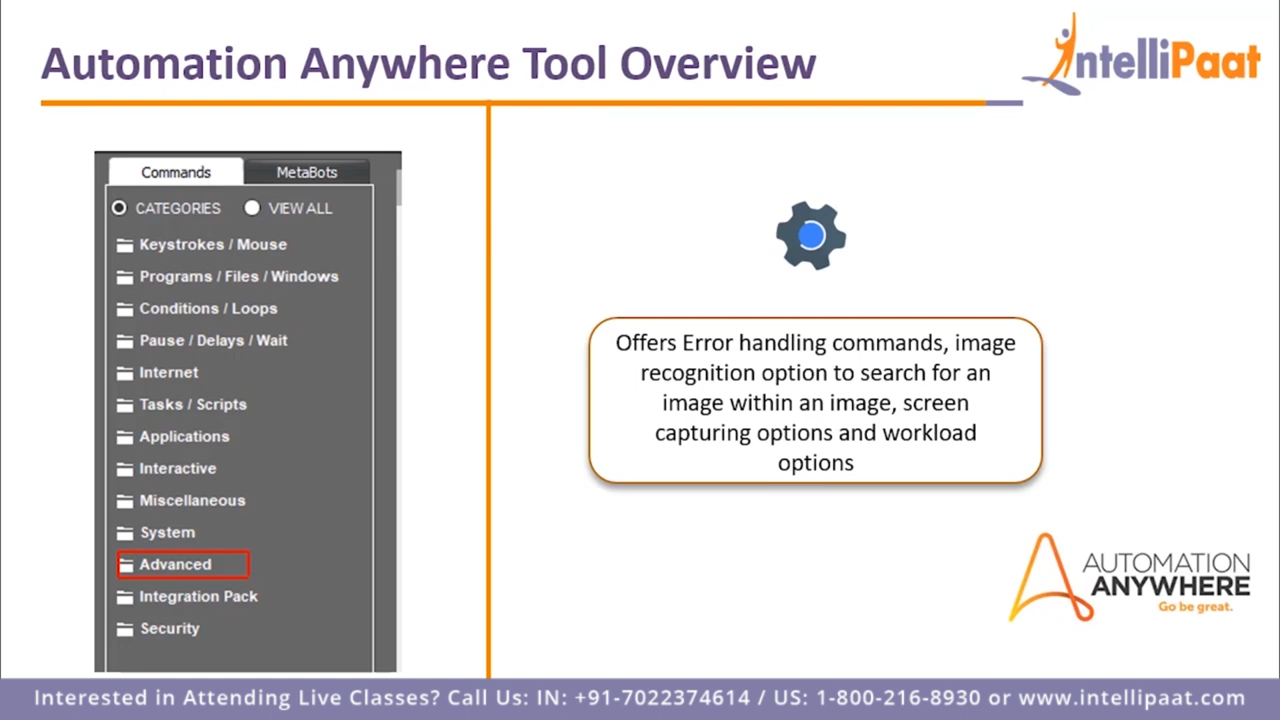 Automation Anywhere Tool Overview
IntelliPaat
Commands
MetaBots
CATEGORIES
VIEW ALL
Keystrokes / Mouse
Programs / Files / Windows
Conditions / Loops
Pause / Delays / Wait
Internet
Tasks / Scripts
Applications
Interactive
Miscellaneous
System
Advanced
Integration Pack
Security
Offers Error handling commands, image
recognition option to search for an
image within an image, screen
capturing options and workload
options
AUTOMATION
ANYWHERE
Go be great.
Interested in Attending Live Classes? Call Us: IN: +91-7022374614 / US: 1-800-216-8930 or www.intellipaat.com